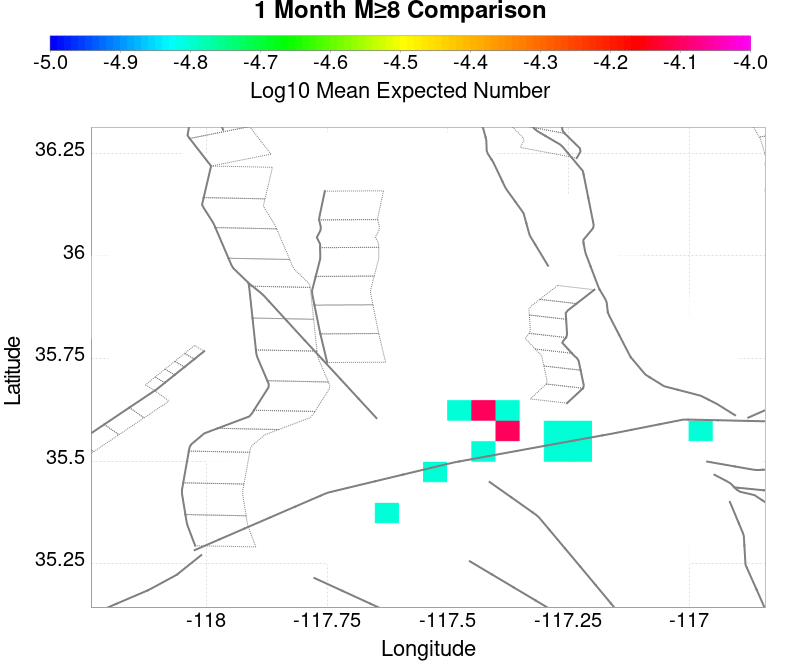 1 Month M≥8 Comparison
-5.0 -4.9 -4.8 -4.7 -4.6 -4.5 -4.4 -4.3 -4.2 -4.1 -4.0
Log10 Mean Expected Number
36.25
36
35.75
35.5
35.25
Latitude
-118 -117.75 -117.5 -117.25 -117
Longitude